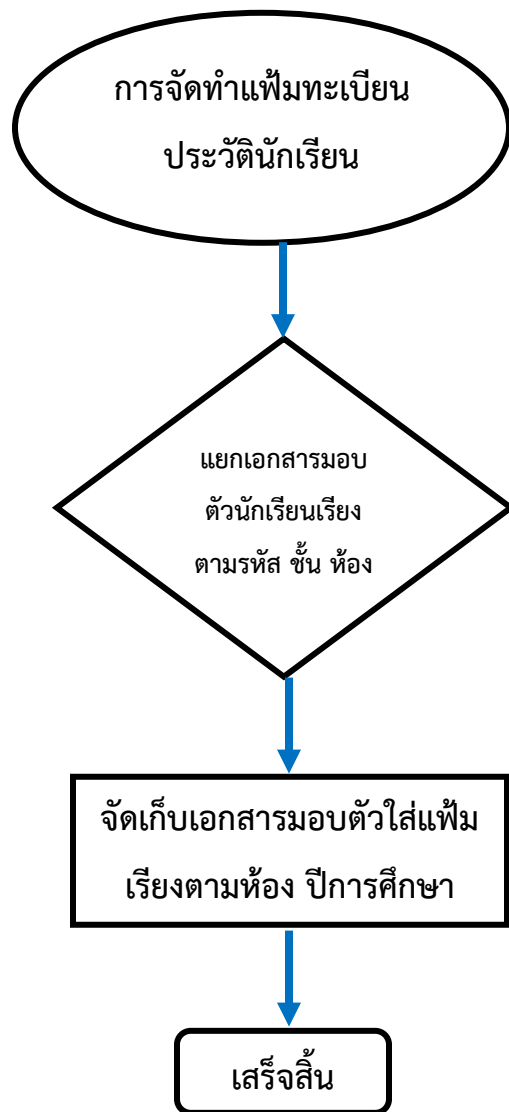 การจัดทำแฟ้มทะเบียน
ประวัตินักเรียน
แยกเอกสารมอบ
ตัวนักเรียนเรียง
ตามรหัส ชั้น ห้อง
จัดเก็บเอกสารมอบตัวใส่แฟ้ม
เรียงตามห้อง ปีการศึกษา
เสร็จสิ้น